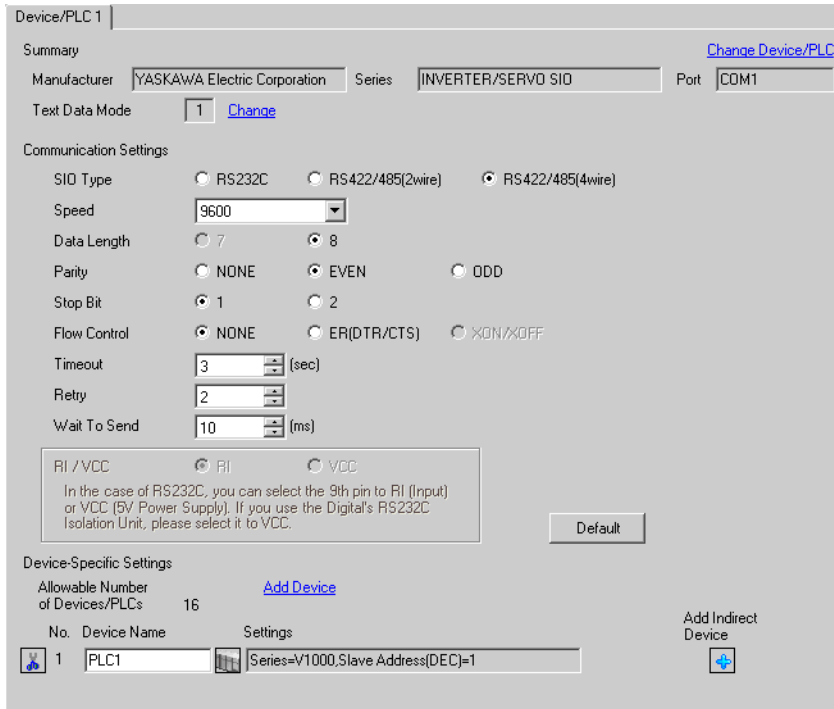 Device/PLC 1
Summary
Change Device/PLC
Manufacturer YASKAWA Electric Corporation Series INVERTER/SERVO SIO Port COM1
Text Data Mode 1 Change
Communication Settings
SIO Type RS232C RS422/485(2wire) RS422/485(4wire)
Speed 9600
Data Length 7 8
Parity NONE EVEN ODD
Stop Bit 1 2
Flow Control NONE ER(DTR/CTS) XON/XOFF
Timeout 3 (sec)
Retry 2
Wait To Send 10 (ms)
RI / VCC RI VCC
In the case of RS232C, you can select the 9th pin to RI (Input)
or VCC (5V Power Supply). If you use the Digital's RS232C
Isolation Unit, please select it to VCC.
Default
Device-Specific Settings
Allowable Number
of Devices/PLCs 16
Add Device
No. Device Name Settings
Add Indirect
Device
1 PLC1 Series=V1000,Slave Address(DEC)=1